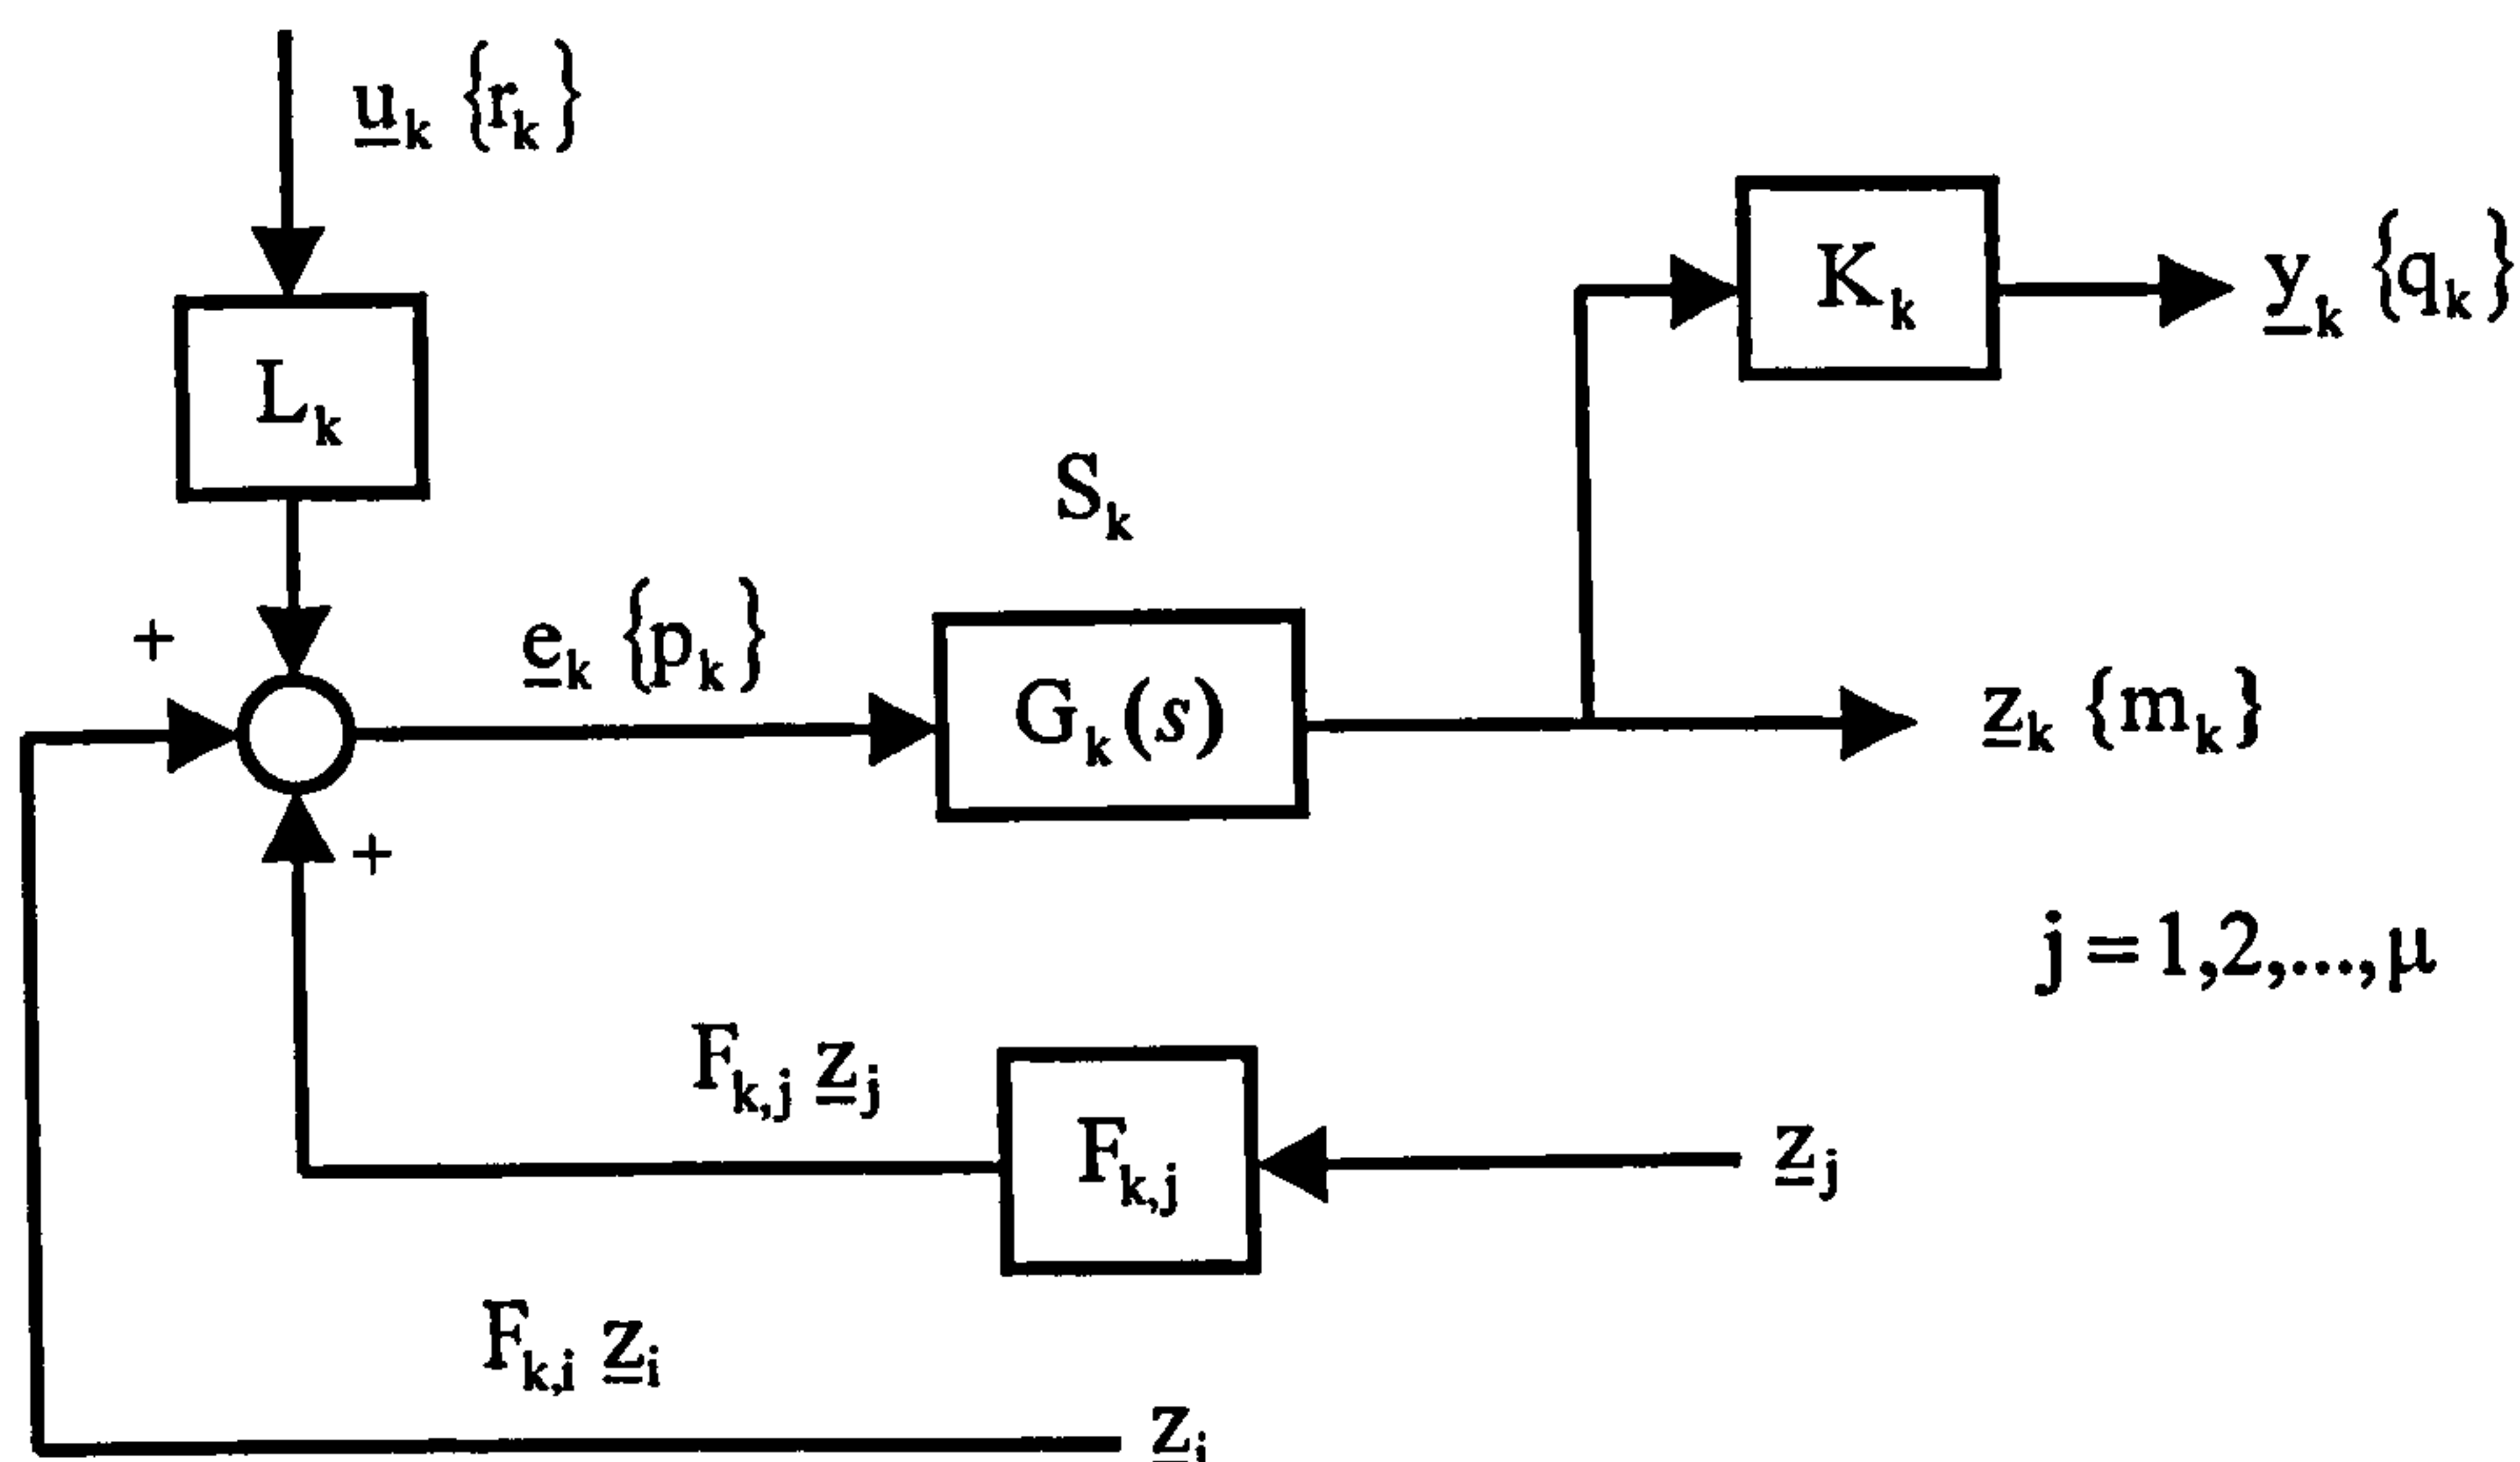 u_k {r_k}
K_k
y_k {q_k}
L_k
S_k
+
e_k {p_k}
G_k(s)
z_k {m_k}
+
j=1,2,...,μ
F_k,j z_j
F_k,j
z_j
F_k,i z_i
z_i